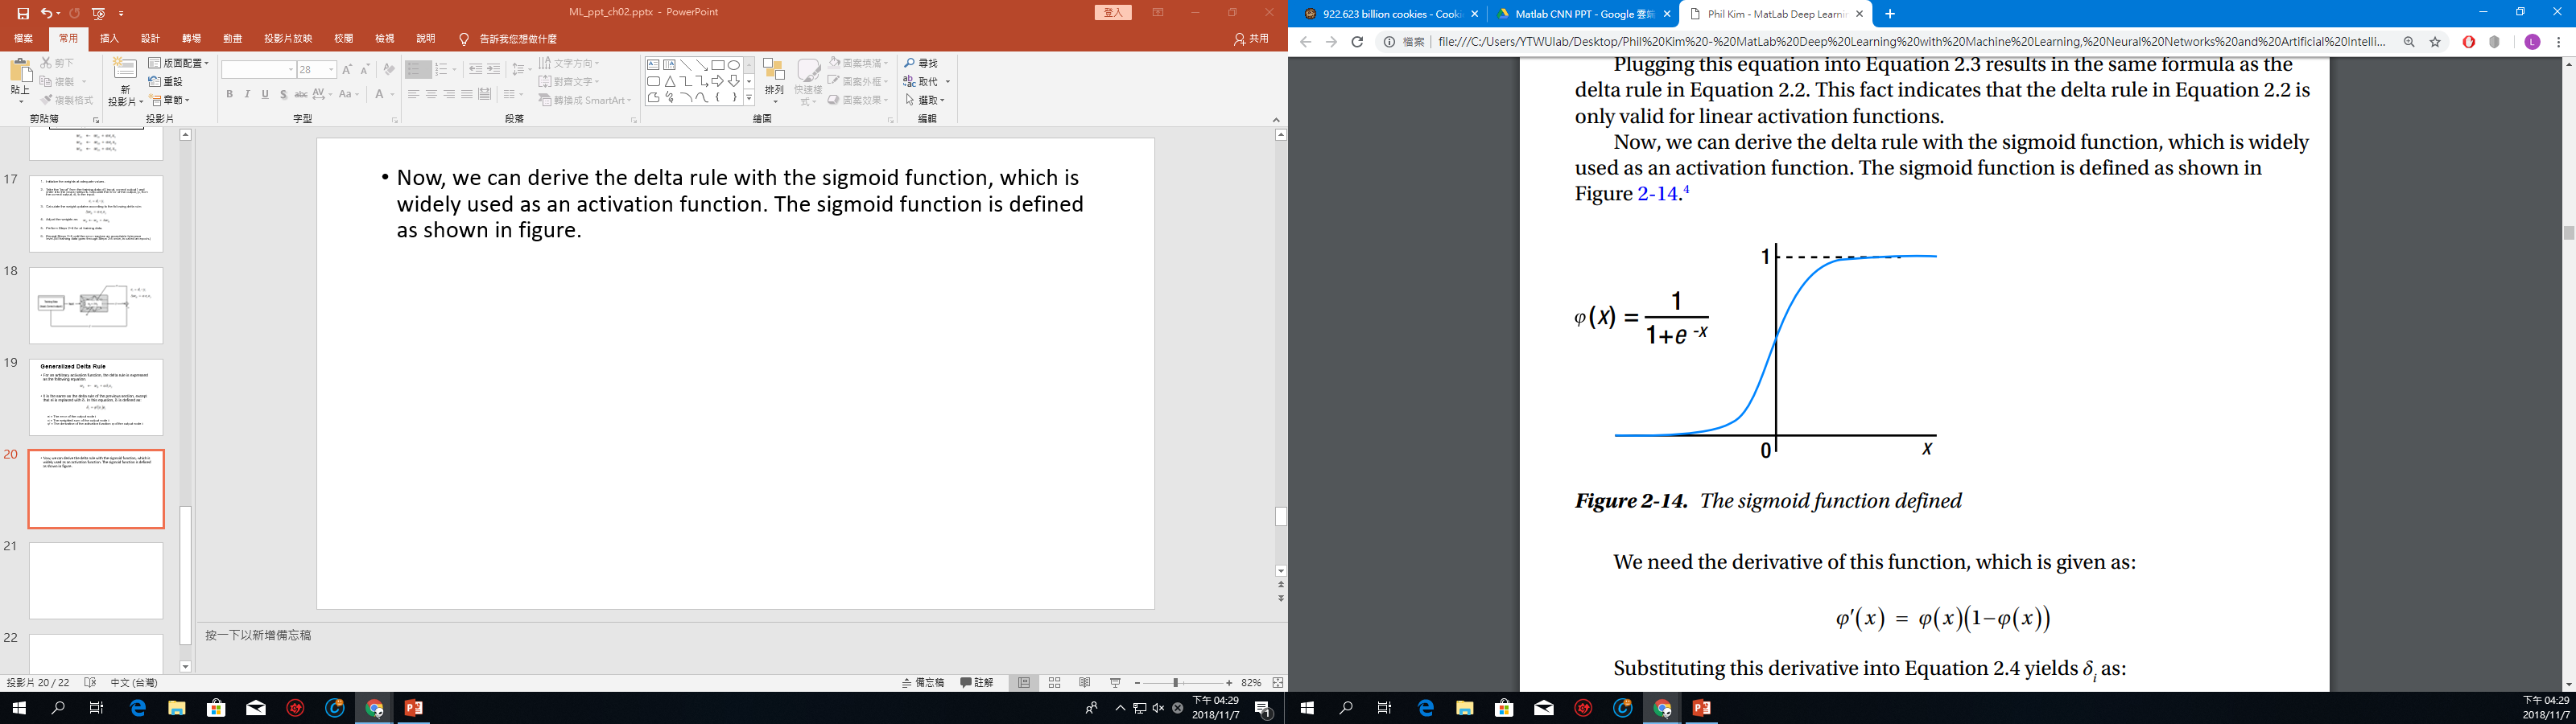 ML_ppt_ch02.pptx - PowerPoint
登入
檔案 常用 插入 設計 轉場 動畫 投影片放映 校閱 檢視 說明 告訴我您想做什麼 共用
貼上 剪下 複製 複製格式 剪貼簿
新投影片 版面配置 重設 章節 投影片
28
字型
文字方向 對齊文字 轉換成 SmartArt 段落
排列 快速樣式 圖案填滿 圖案外框 圖案效果 繪圖
尋找 取代 選取 編輯
17
18
19
Generalized Delta Rule
20
21
22
• Now, we can derive the delta rule with the sigmoid function, which is
widely used as an activation function. The sigmoid function is defined
as shown in figure.
按一下以新增備忘稿
投影片 20 / 22 中文 (台灣) 備忘稿 註解 82%
下午 04:29
2018/11/7
922.623 billion cookies - Cooki
Matlab CNN PPT - Google 雲端
Phil Kim - MatLab Deep Learnin
檔案 file:///C:/Users/YTWUlab/Desktop/Phil%20Kim%20-%20MatLab%20Deep%20Learning%20with%20Machine%20Learning,%20Neural%20Networks%20and%20Artificial%20Intelli...
Plugging this equation into Equation 2.3 results in the same formula as the
delta rule in Equation 2.2. This fact indicates that the delta rule in Equation 2.2 is
only valid for linear activation functions.
Now, we can derive the delta rule with the sigmoid function, which is widely
used as an activation function. The sigmoid function is defined as shown in
Figure 2-14.⁴
φ(x) = 1/(1+e^-x)
1
0
x
Figure 2-14. The sigmoid function defined
We need the derivative of this function, which is given as:
φ′(x) = φ(x)(1−φ(x))
Substituting this derivative into Equation 2.4 yields δᵢ as:
下午 04:29
2018/11/7